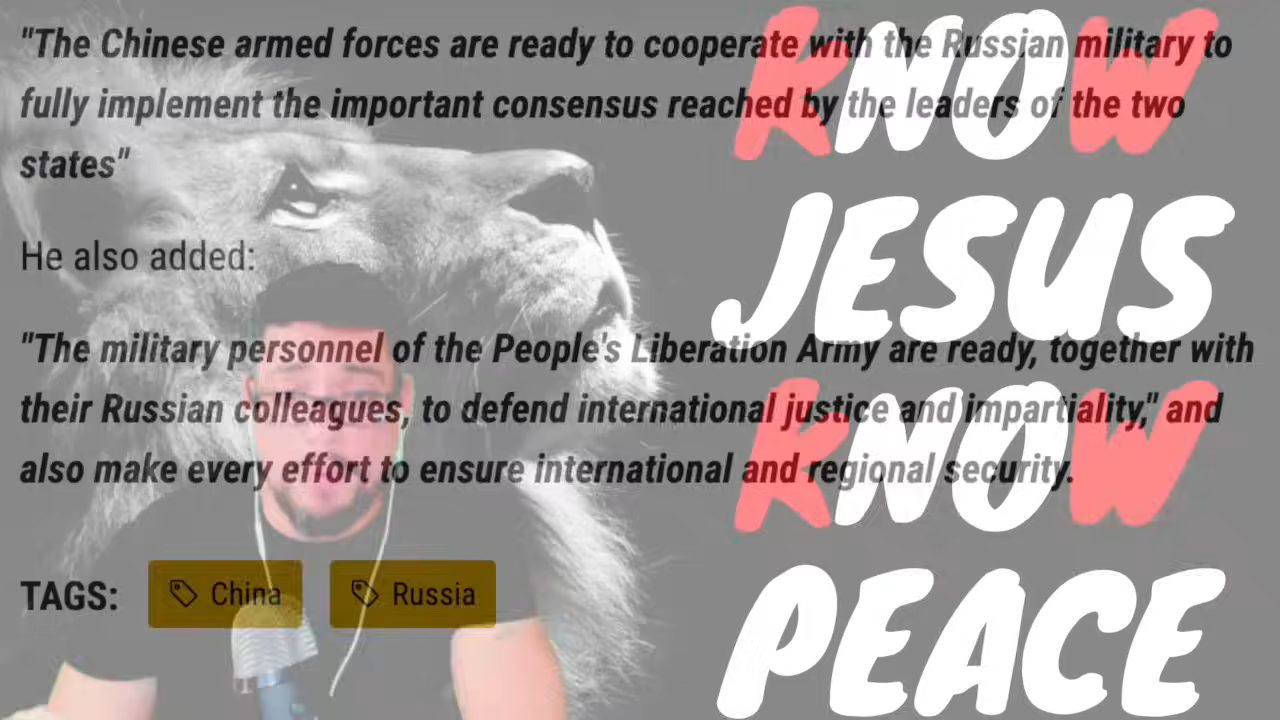 "The Chinese armed forces are ready to cooperate with the Russian military to
fully implement the important consensus reached by the leaders of the two
states"
He also added:
"The military personnel of the People's Liberation Army are ready, together with
their Russian colleagues, to defend international justice and impartiality," and
also make every effort to ensure international and regional security.
TAGS: China Russia
KNOW
JESUS
KNOW
PEACE